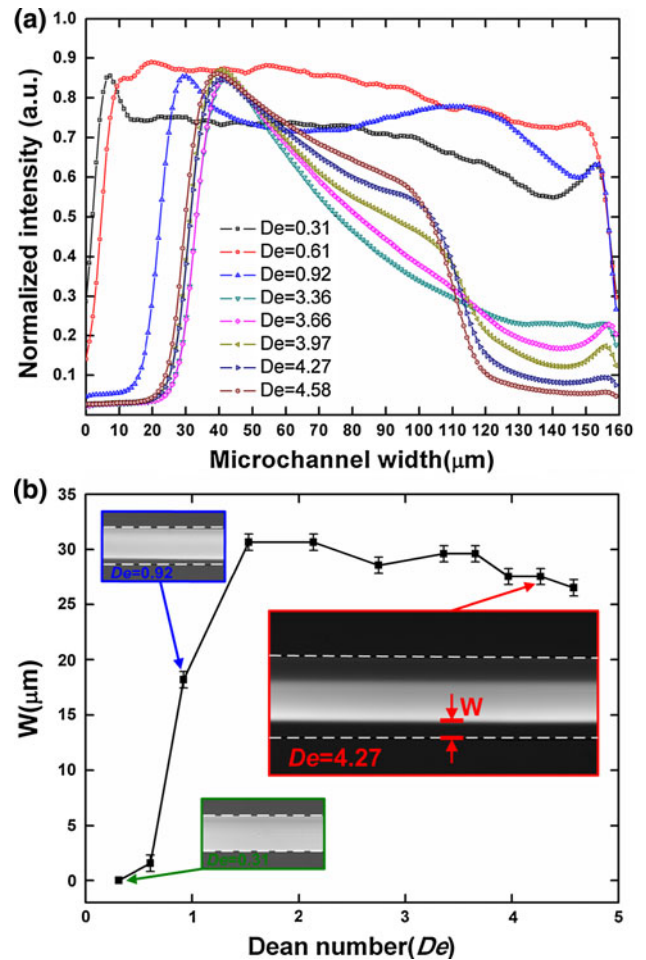 (a)
1.0
0.9
0.8
0.7
0.6
0.5
0.4
0.3
0.2
0.1
Normalized intensity (a.u.)
De=0.31
De=0.61
De=0.92
De=3.36
De=3.66
De=3.97
De=4.27
De=4.58
0 10 20 30 40 50 60 70 80 90 100 110 120 130 140 150 160
Microchannel width(μm)
(b)
35
30
25
20
15
10
5
0
W(μm)
De=0.92
W
De=4.27
De=0.31
0 1 2 3 4 5
Dean number(De)